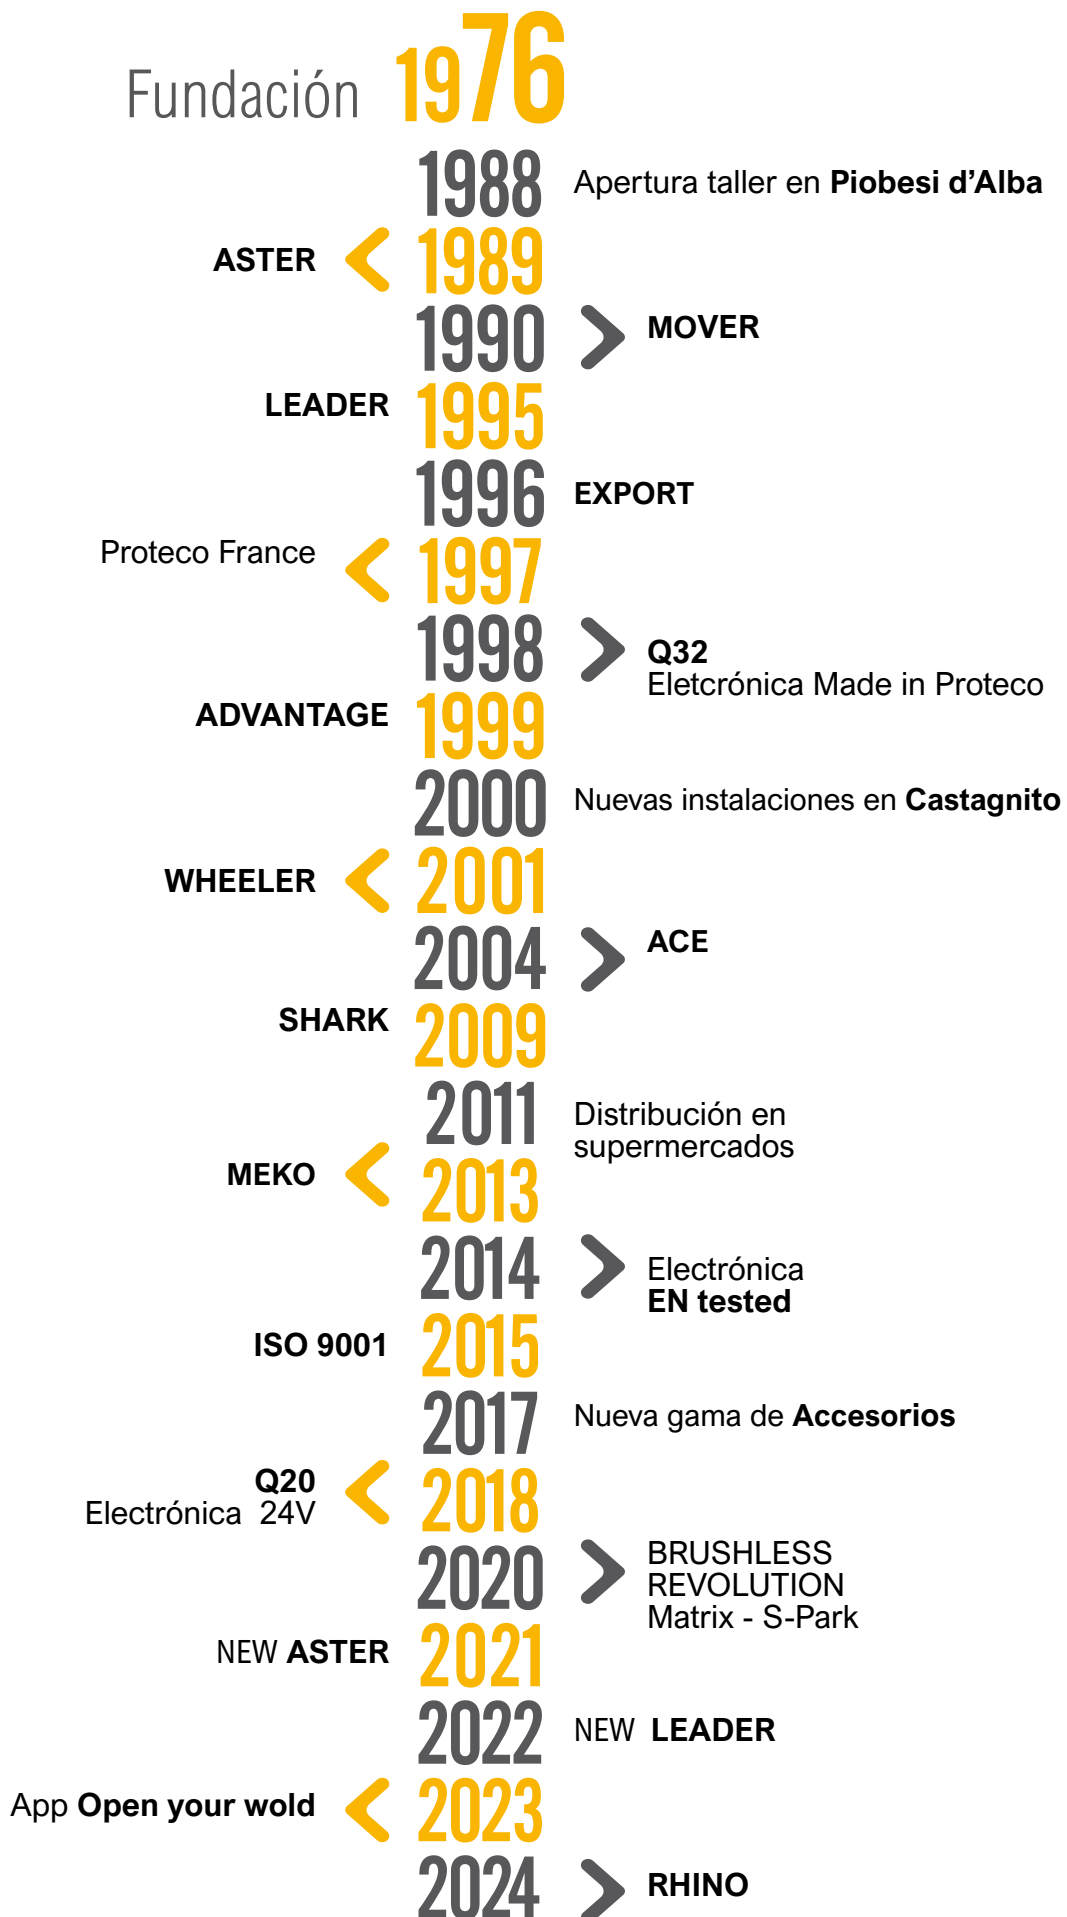 Fundación 1976
1988 Apertura taller en Piobesi d’Alba
ASTER 1989
1990 MOVER
LEADER 1995
1996 EXPORT
Proteco France 1997
1998 Q32
Eletcrónica Made in Proteco
ADVANTAGE 1999
2000 Nuevas instalaciones en Castagnito
WHEELER 2001
2004 ACE
SHARK 2009
2011 Distribución en
supermercados
MEKO 2013
2014 Electrónica
EN tested
ISO 9001 2015
2017 Nueva gama de Accesorios
Q20 2018
Electrónica 24V
2020 BRUSHLESS
REVOLUTION
Matrix - S-Park
NEW ASTER 2021
2022 NEW LEADER
App Open your wold 2023
2024 RHINO